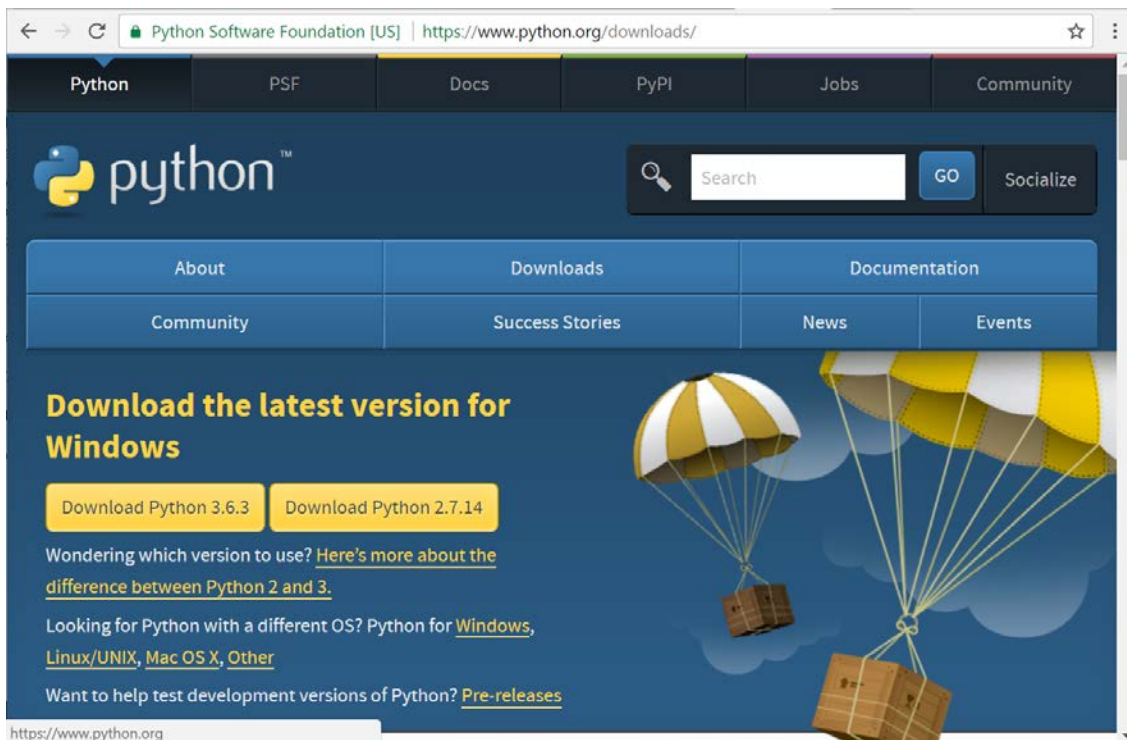 Python Software Foundation [US] https://www.python.org/downloads/
Python PSF Docs PyPI Jobs Community
python™
Search GO Socialize
About Downloads Documentation
Community Success Stories News Events
Download the latest version for
Windows
Download Python 3.6.3 Download Python 2.7.14
Wondering which version to use? Here's more about the
difference between Python 2 and 3.
Looking for Python with a different OS? Python for Windows,
Linux/UNIX, Mac OS X, Other
Want to help test development versions of Python? Pre-releases
https://www.python.org